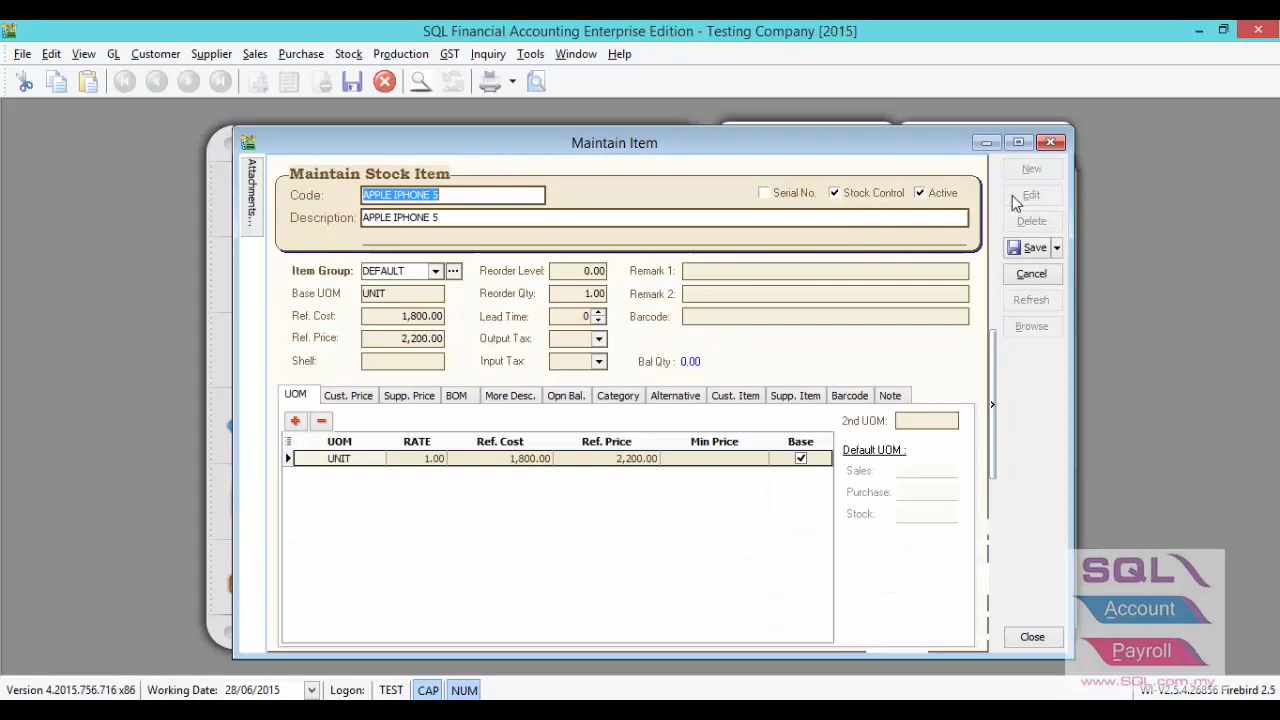 SQL Financial Accounting Enterprise Edition - Testing Company [2015]
File Edit View GL Customer Supplier Sales Purchase Stock Production GST Inquiry Tools Window Help
Maintain Item
Attachments...
Maintain Stock Item
Code: APPLE IPHONE 5 Serial No. Stock Control Active
Description: APPLE IPHONE 5
Item Group: DEFAULT Reorder Level: 0.00 Remark 1:
Base UOM UNIT Reorder Qty: 1.00 Remark 2:
Ref. Cost: 1,800.00 Lead Time: 0 Barcode:
Ref. Price: 2,200.00 Output Tax:
Shelf: Input Tax: Bal Qty : 0.00
UOM Cust. Price Supp. Price BOM More Desc. Opn Bal. Category Alternative Cust. Item Supp. Item Barcode Note
UOM RATE Ref. Cost Ref. Price Min Price Base
UNIT 1.00 1,800.00 2,200.00
2nd UOM:
Default UOM :
Sales:
Purchase:
Stock:
New
Edit
Delete
Save
Cancel
Refresh
Browse
Close
SQL
Account
Payroll
www.SQL.com.my
Version 4.2015.756.716 x86 Working Date: 28/06/2015 Logon: TEST CAP NUM WI-V2.5.4.26856 Firebird 2.5